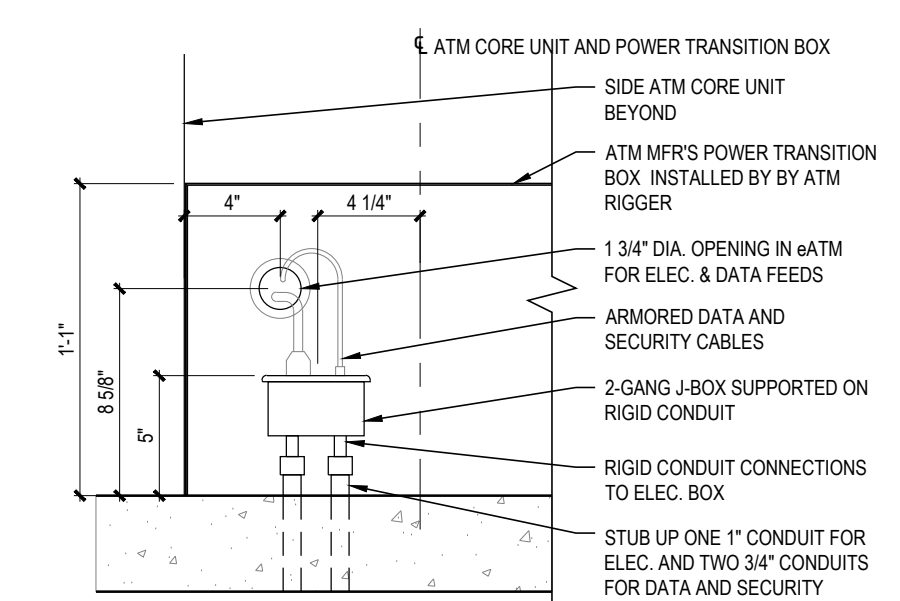 ℄ ATM CORE UNIT AND POWER TRANSITION BOX
SIDE ATM CORE UNIT
BEYOND
ATM MFR'S POWER TRANSITION
BOX INSTALLED BY BY ATM
RIGGER
4"
4 1/4"
1 3/4" DIA. OPENING IN eATM
FOR ELEC. & DATA FEEDS
ARMORED DATA AND
SECURITY CABLES
1'-1"
8 5/8"
5"
2-GANG J-BOX SUPPORTED ON
RIGID CONDUIT
RIGID CONDUIT CONNECTIONS
TO ELEC. BOX
STUB UP ONE 1" CONDUIT FOR
ELEC. AND TWO 3/4" CONDUITS
FOR DATA AND SECURITY